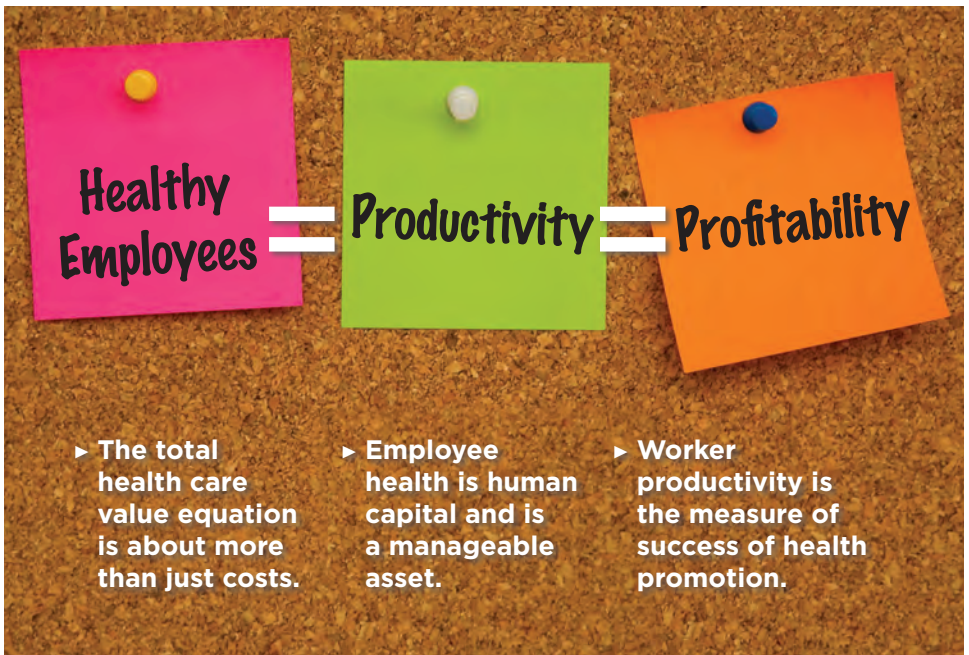 Healthy
Employees
=
Productivity
=
Profitability
▸ The total
health care
value equation
is about more
than just costs.
▸ Employee
health is human
capital and is
a manageable
asset.
▸ Worker
productivity is
the measure of
success of health
promotion.